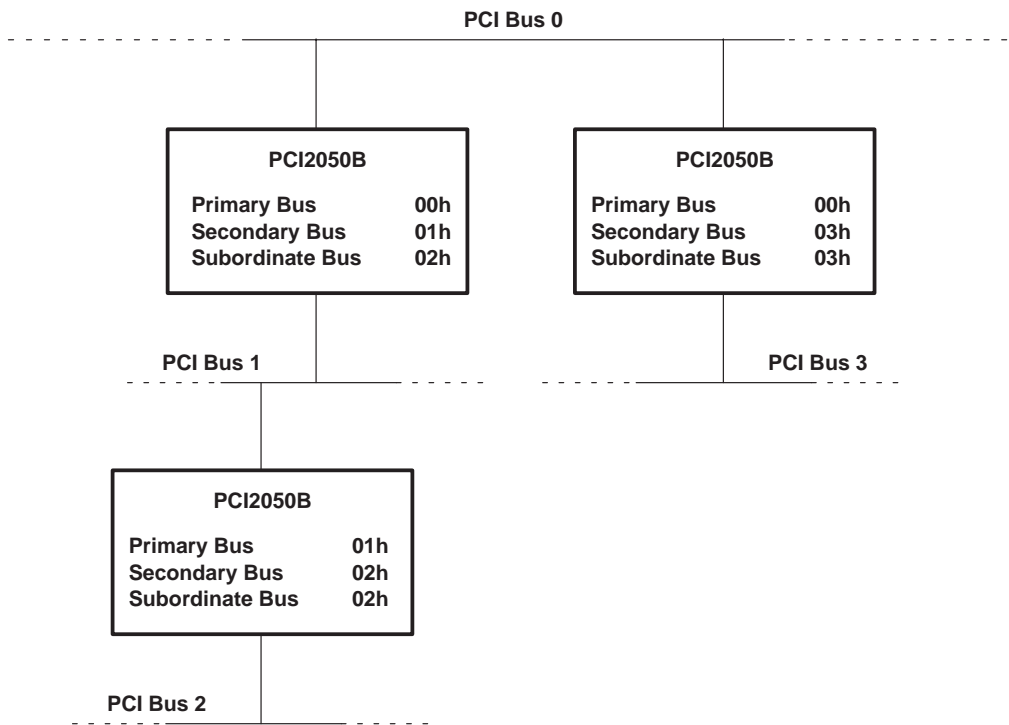 PCI Bus 0
PCI2050B
Primary Bus 00h
Secondary Bus 01h
Subordinate Bus 02h
PCI2050B
Primary Bus 00h
Secondary Bus 03h
Subordinate Bus 03h
PCI Bus 1
PCI Bus 3
PCI2050B
Primary Bus 01h
Secondary Bus 02h
Subordinate Bus 02h
PCI Bus 2